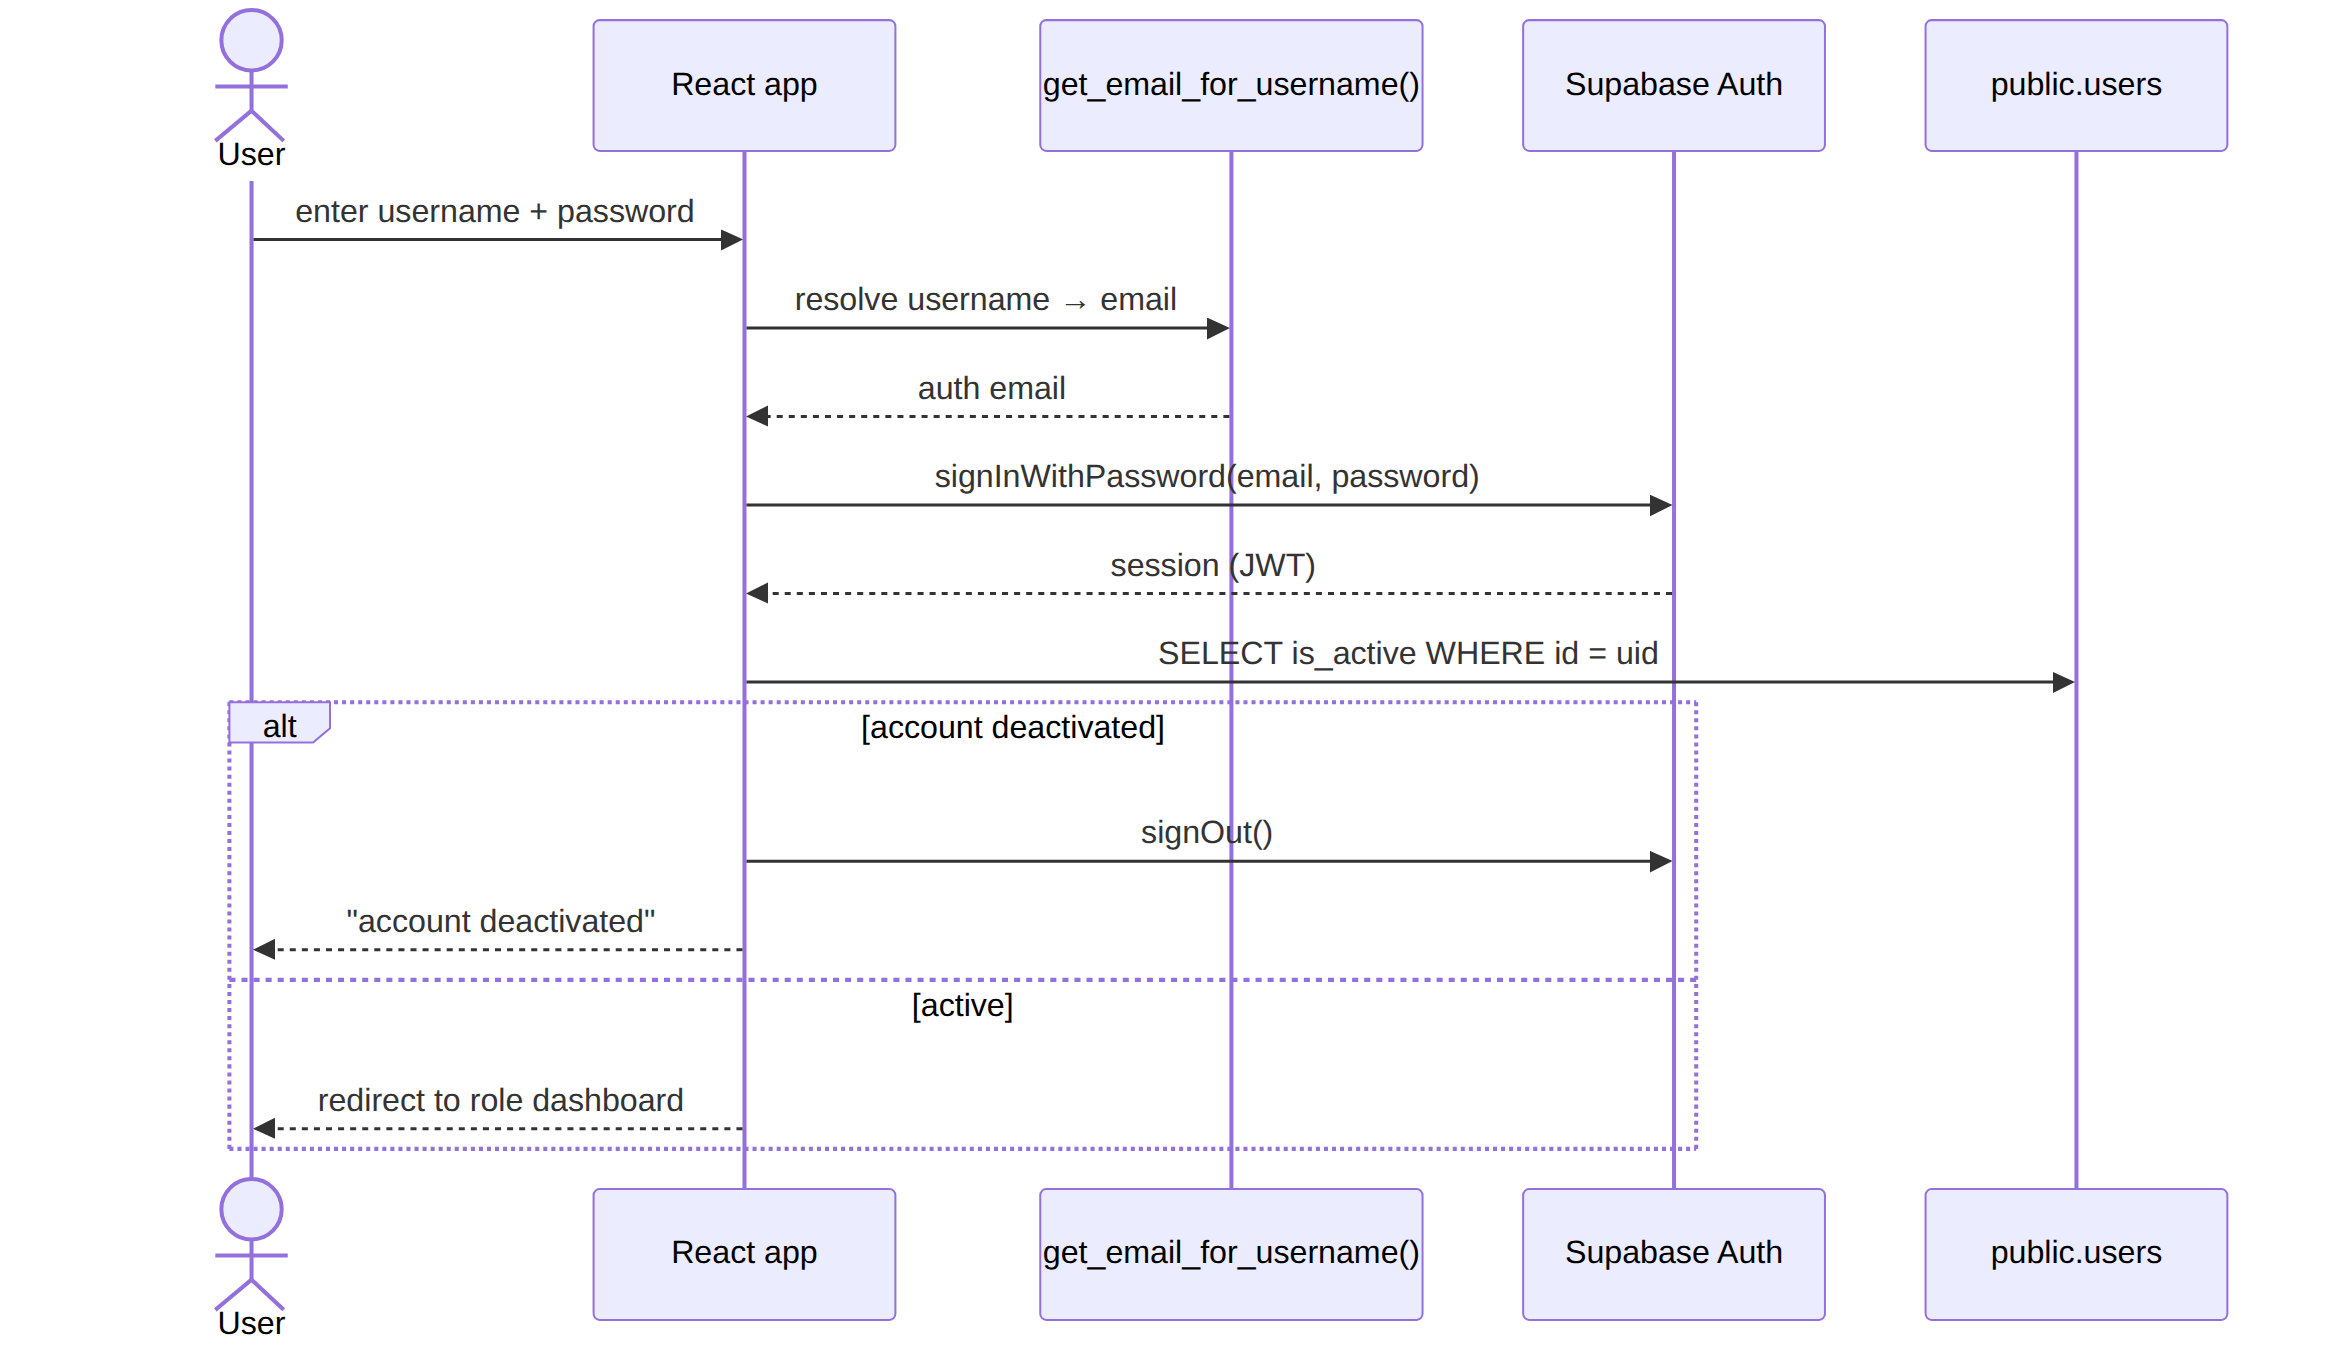 User
React app
get_email_for_username()
Supabase Auth
public.users
enter username + password
resolve username → email
auth email
signInWithPassword(email, password)
session (JWT)
SELECT is_active WHERE id = uid
alt
[account deactivated]
signOut()
"account deactivated"
[active]
redirect to role dashboard
User
React app
get_email_for_username()
Supabase Auth
public.users